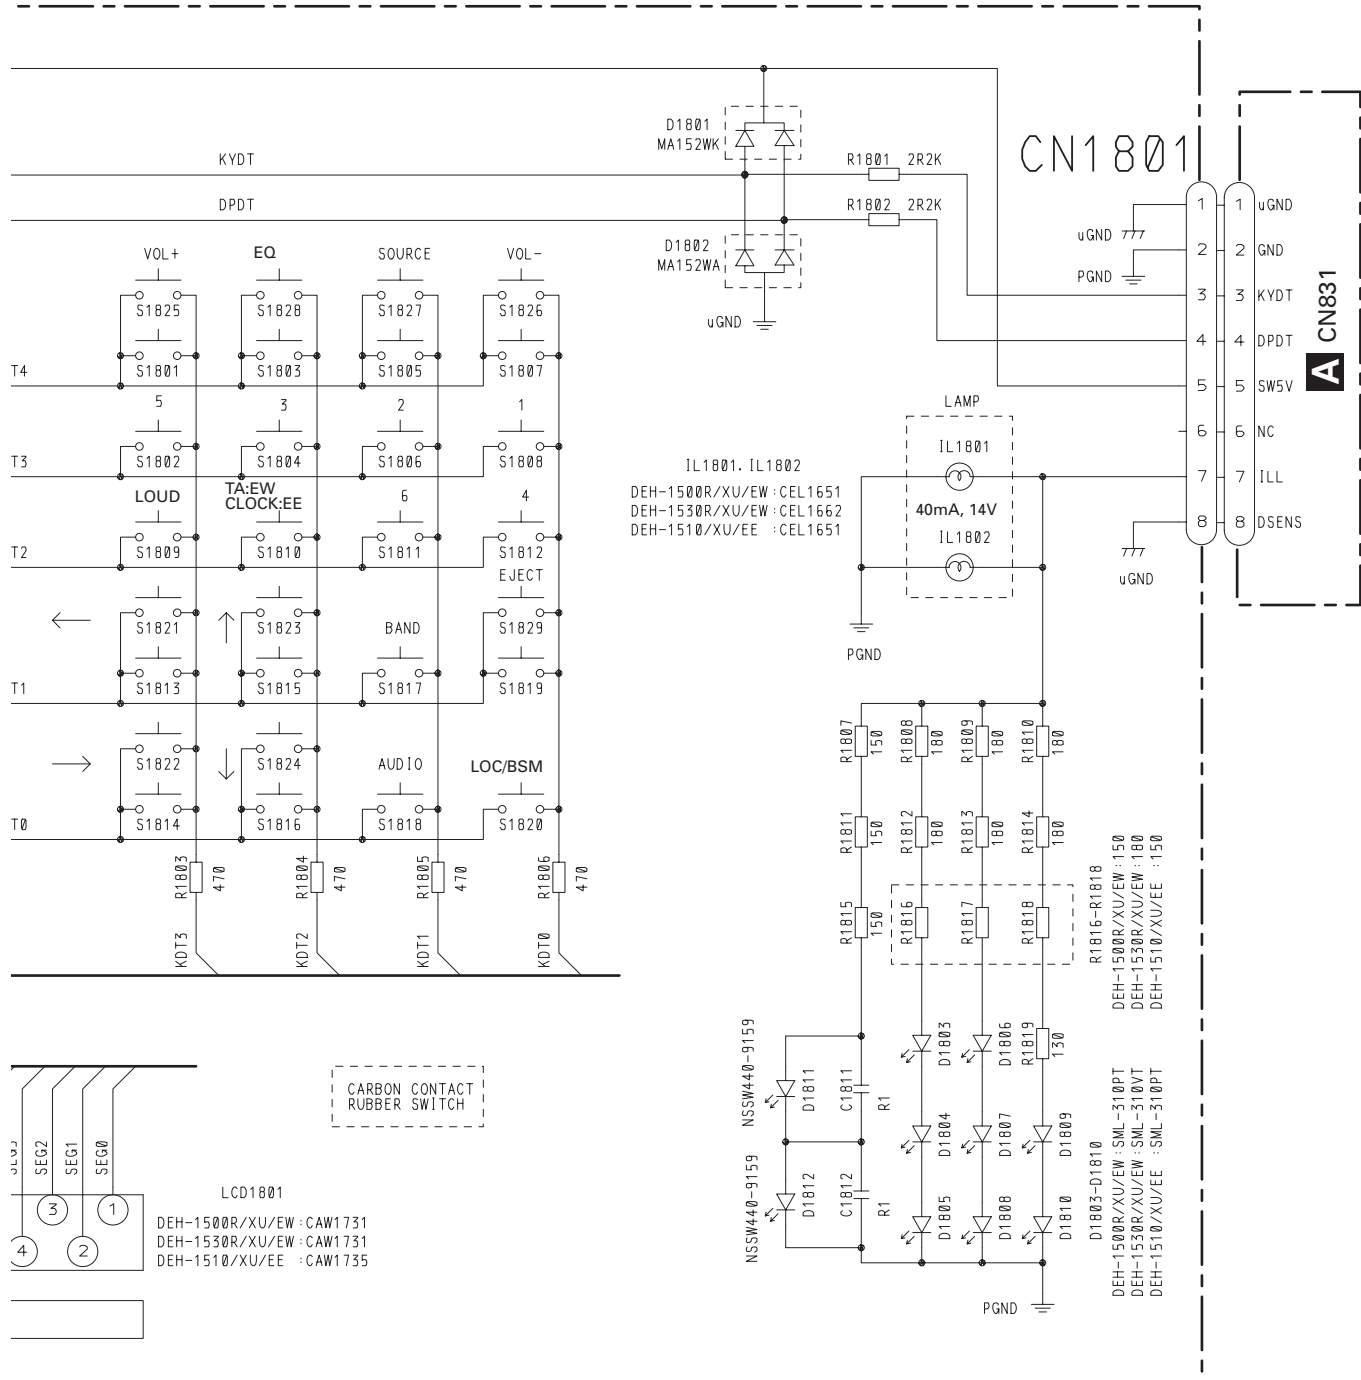 D1801
MA152WK
KYDT
R1801 2R2K
CN1801
DPDT
R1802 2R2K
D1802
MA152WA
uGND
1 1 uGND
uGND
2 2 GND
PGND
3 3 KYDT
4 4 DPDT
5 5 SW5V
6 6 NC
7 7 ILL
8 8 DSENS
uGND
A CN831
VOL+ EQ SOURCE VOL-
S1825 S1828 S1827 S1826
T4 S1801 S1803 S1805 S1807
5 3 2 1
T3 S1802 S1804 S1806 S1808
LOUD TA:EW 6 4
CLOCK:EE
T2 S1809 S1810 S1811 S1812
EJECT
← S1821 ↑ S1823 BAND S1829
T1 S1813 S1815 S1817 S1819
→ S1822 ↓ S1824 AUDIO LOC/BSM
T0 S1814 S1816 S1818 S1820
R1803 470 R1804 470 R1805 470 R1806 470
KDT3 KDT2 KDT1 KDT0
LAMP
IL1801
40mA, 14V
IL1802
PGND
IL1801. IL1802
DEH-1500R/XU/EW:CEL1651
DEH-1530R/XU/EW:CEL1662
DEH-1510/XU/EE :CEL1651
R1807 150 R1808 180 R1809 180 R1810 180
R1811 150 R1812 180 R1813 180 R1814 180
R1815 150 R1816 R1817 R1818
R1816-R1818
DEH-1500R/XU/EW:150
DEH-1530R/XU/EW:180
DEH-1510/XU/EE :150
NSSW440-9159 D1811 C1811 R1 D1803 D1806 R1819 130
D1804 D1807 D1809
NSSW440-9159 D1812 C1812 R1 D1805 D1808 D1810
D1803-D1810
DEH-1500R/XU/EW:SML-310PT
DEH-1530R/XU/EW:SML-310VT
DEH-1510/XU/EE :SML-310PT
PGND
CARBON CONTACT
RUBBER SWITCH
SEG2 SEG1 SEG0
3 1
4 2
LCD1801
DEH-1500R/XU/EW:CAW1731
DEH-1530R/XU/EW:CAW1731
DEH-1510/XU/EE :CAW1735